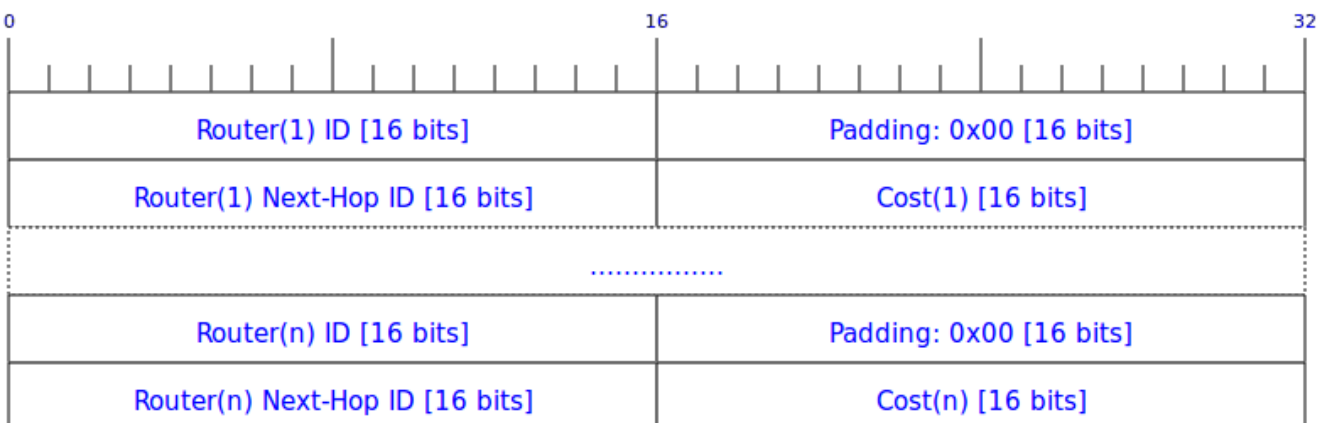 0 16 32
Router(1) ID [16 bits] Padding: 0x00 [16 bits]
Router(1) Next-Hop ID [16 bits] Cost(1) [16 bits]
................
Router(n) ID [16 bits] Padding: 0x00 [16 bits]
Router(n) Next-Hop ID [16 bits] Cost(n) [16 bits]